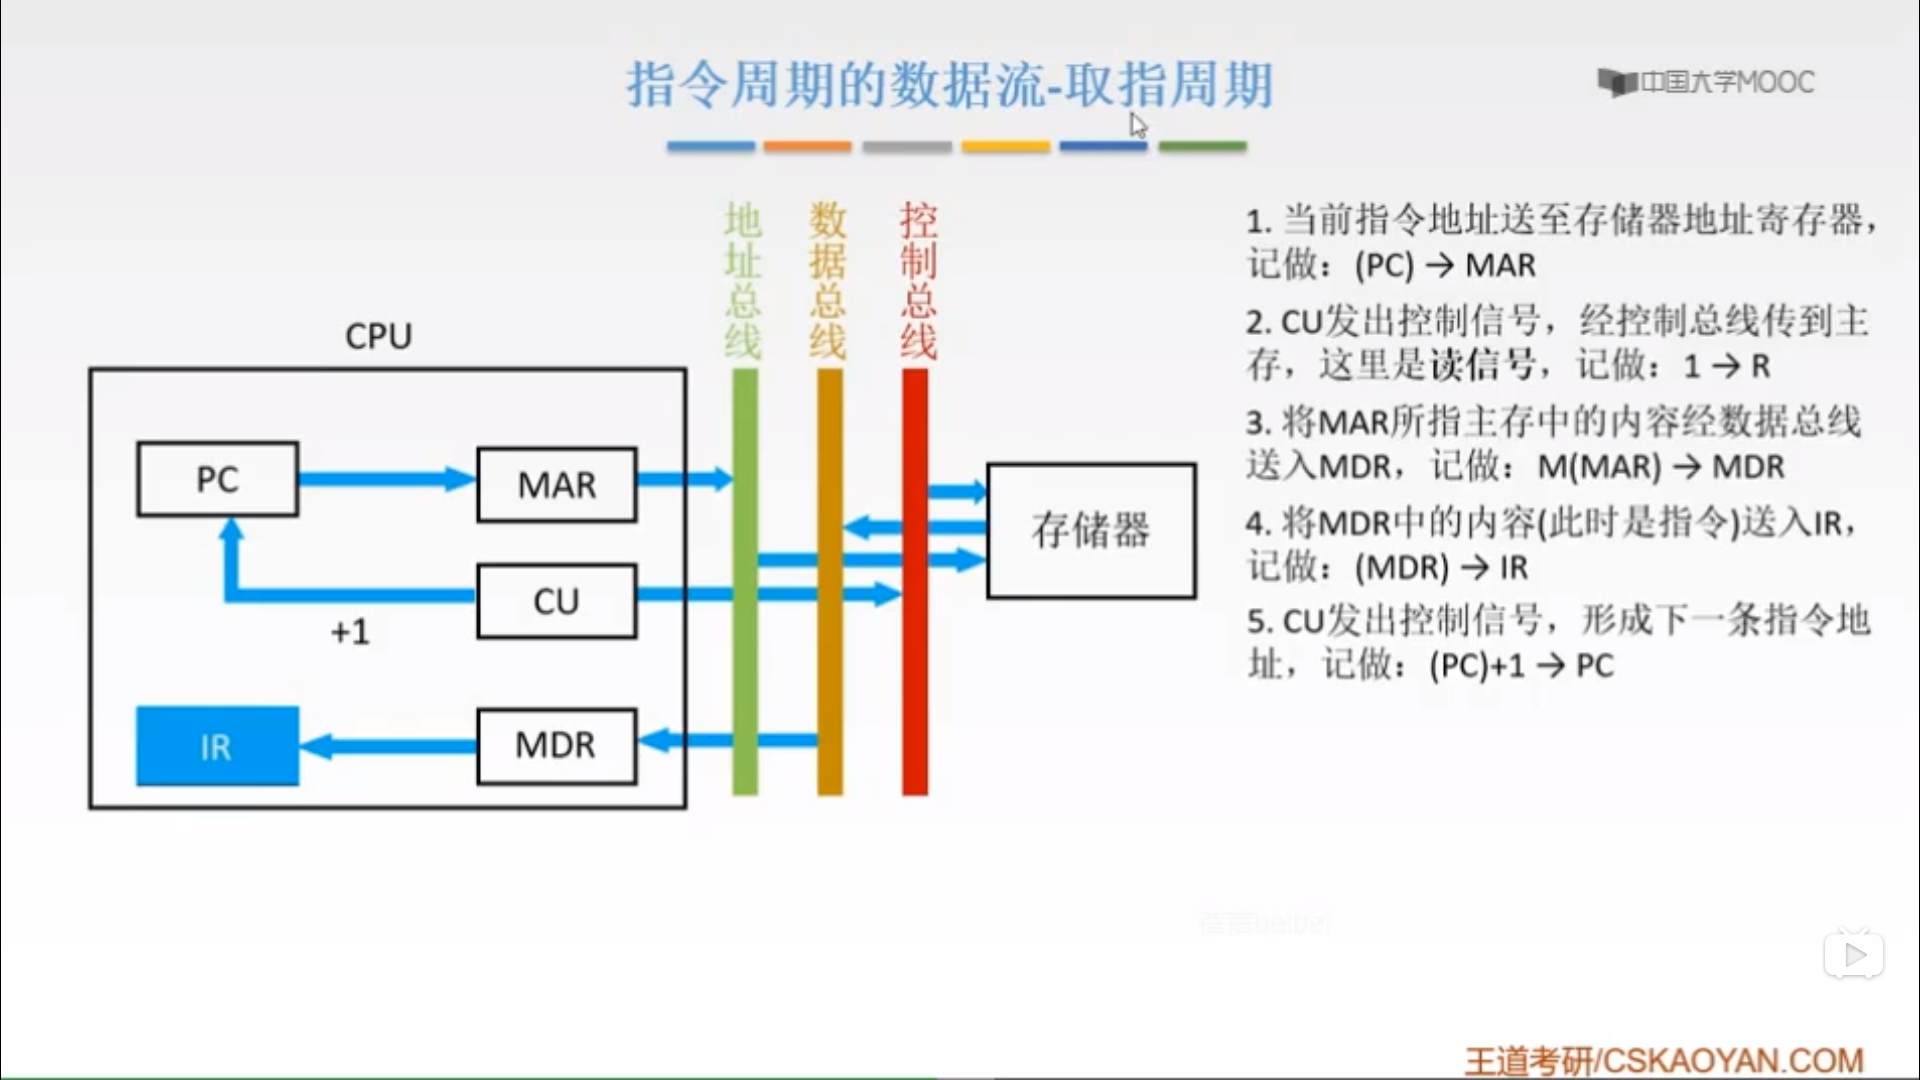 指令周期的数据流-取指周期
中国大学MOOC
地址总线
数据总线
控制总线
CPU
PC
MAR
CU
+1
IR
MDR
存储器
1. 当前指令地址送至存储器地址寄存器，
记做：(PC) → MAR
2. CU发出控制信号，经控制总线传到主
存，这里是读信号，记做：1 → R
3. 将MAR所指主存中的内容经数据总线
送入MDR，记做：M(MAR) → MDR
4. 将MDR中的内容(此时是指令)送入IR，
记做：(MDR) → IR
5. CU发出控制信号，形成下一条指令地
址，记做：(PC)+1 → PC
王道考研/CSKAOYAN.COM